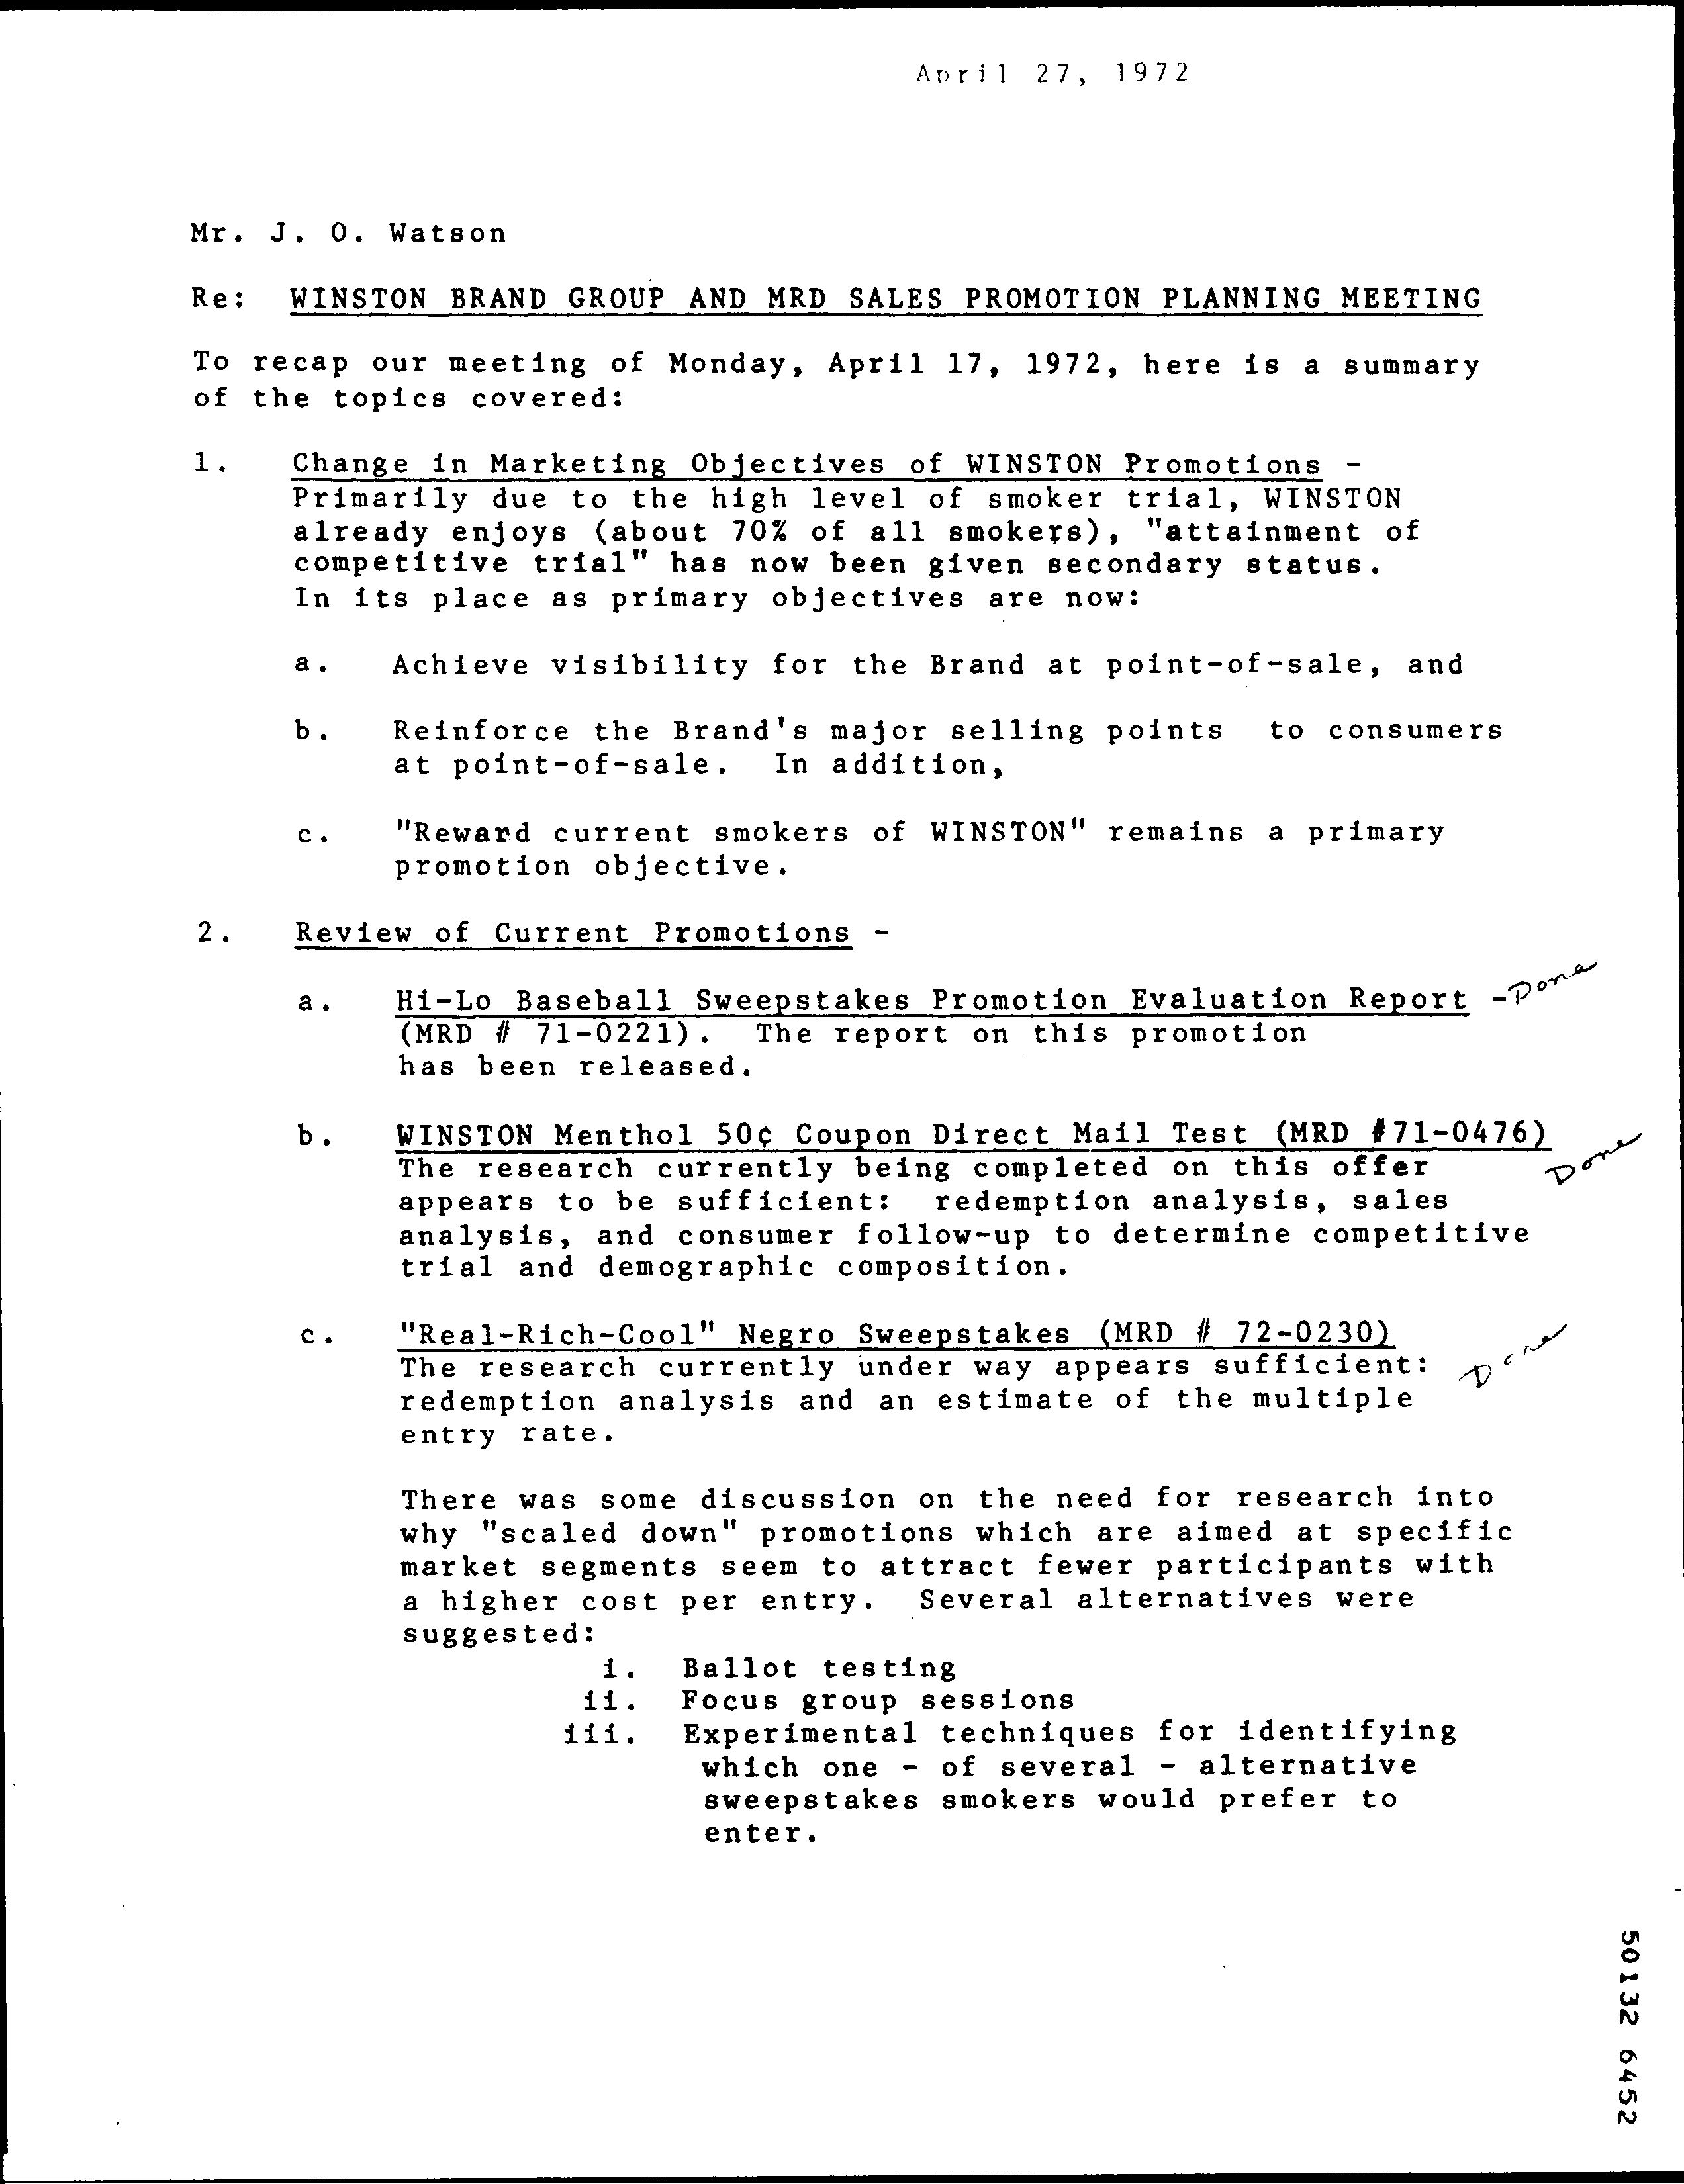 April 27, 1972
Mr. J. O. Watson
Re: WINSTON BRAND GROUP AND MRD SALES PROMOTION PLANNING MEETING
To recap our meeting of Monday, April 17, 1972, here is a summary
of the topics covered:
1. Change in Marketing Objectives of WINSTON Promotions -
Primarily due to the high level of smoker trial, WINSTON
already enjoys (about 70% of all smokers), "attainment of
competitive trial" has now been given secondary status.
In its place as primary objectives are now:
a. Achieve visibility for the Brand at point-of-sale, and
b. Reinforce the Brand's major selling points to consumers
at point-of-sale. In addition,
c. "Reward current smokers of WINSTON" remains a primary
promotion objective.
2. Review of Current Promotions -
a. Hi-Lo Baseball Sweepstakes Promotion Evaluation Report -Done
(MRD # 71-0221). The report on this promotion
has been released.
b. WINSTON Menthol 50¢ Coupon Direct Mail Test (MRD #71-0476)
The research currently being completed on this offer Done
appears to be sufficient: redemption analysis, sales
analysis, and consumer follow-up to determine competitive
trial and demographic composition.
c. "Real-Rich-Cool" Negro Sweepstakes (MRD # 72-0230)
The research currently under way appears sufficient: Done
redemption analysis and an estimate of the multiple
entry rate.
There was some discussion on the need for research into
why "scaled down" promotions which are aimed at specific
market segments seem to attract fewer participants with
a higher cost per entry. Several alternatives were
suggested:
i. Ballot testing
ii. Focus group sessions
iii. Experimental techniques for identifying
which one - of several - alternative
sweepstakes smokers would prefer to
enter.
50132 6452